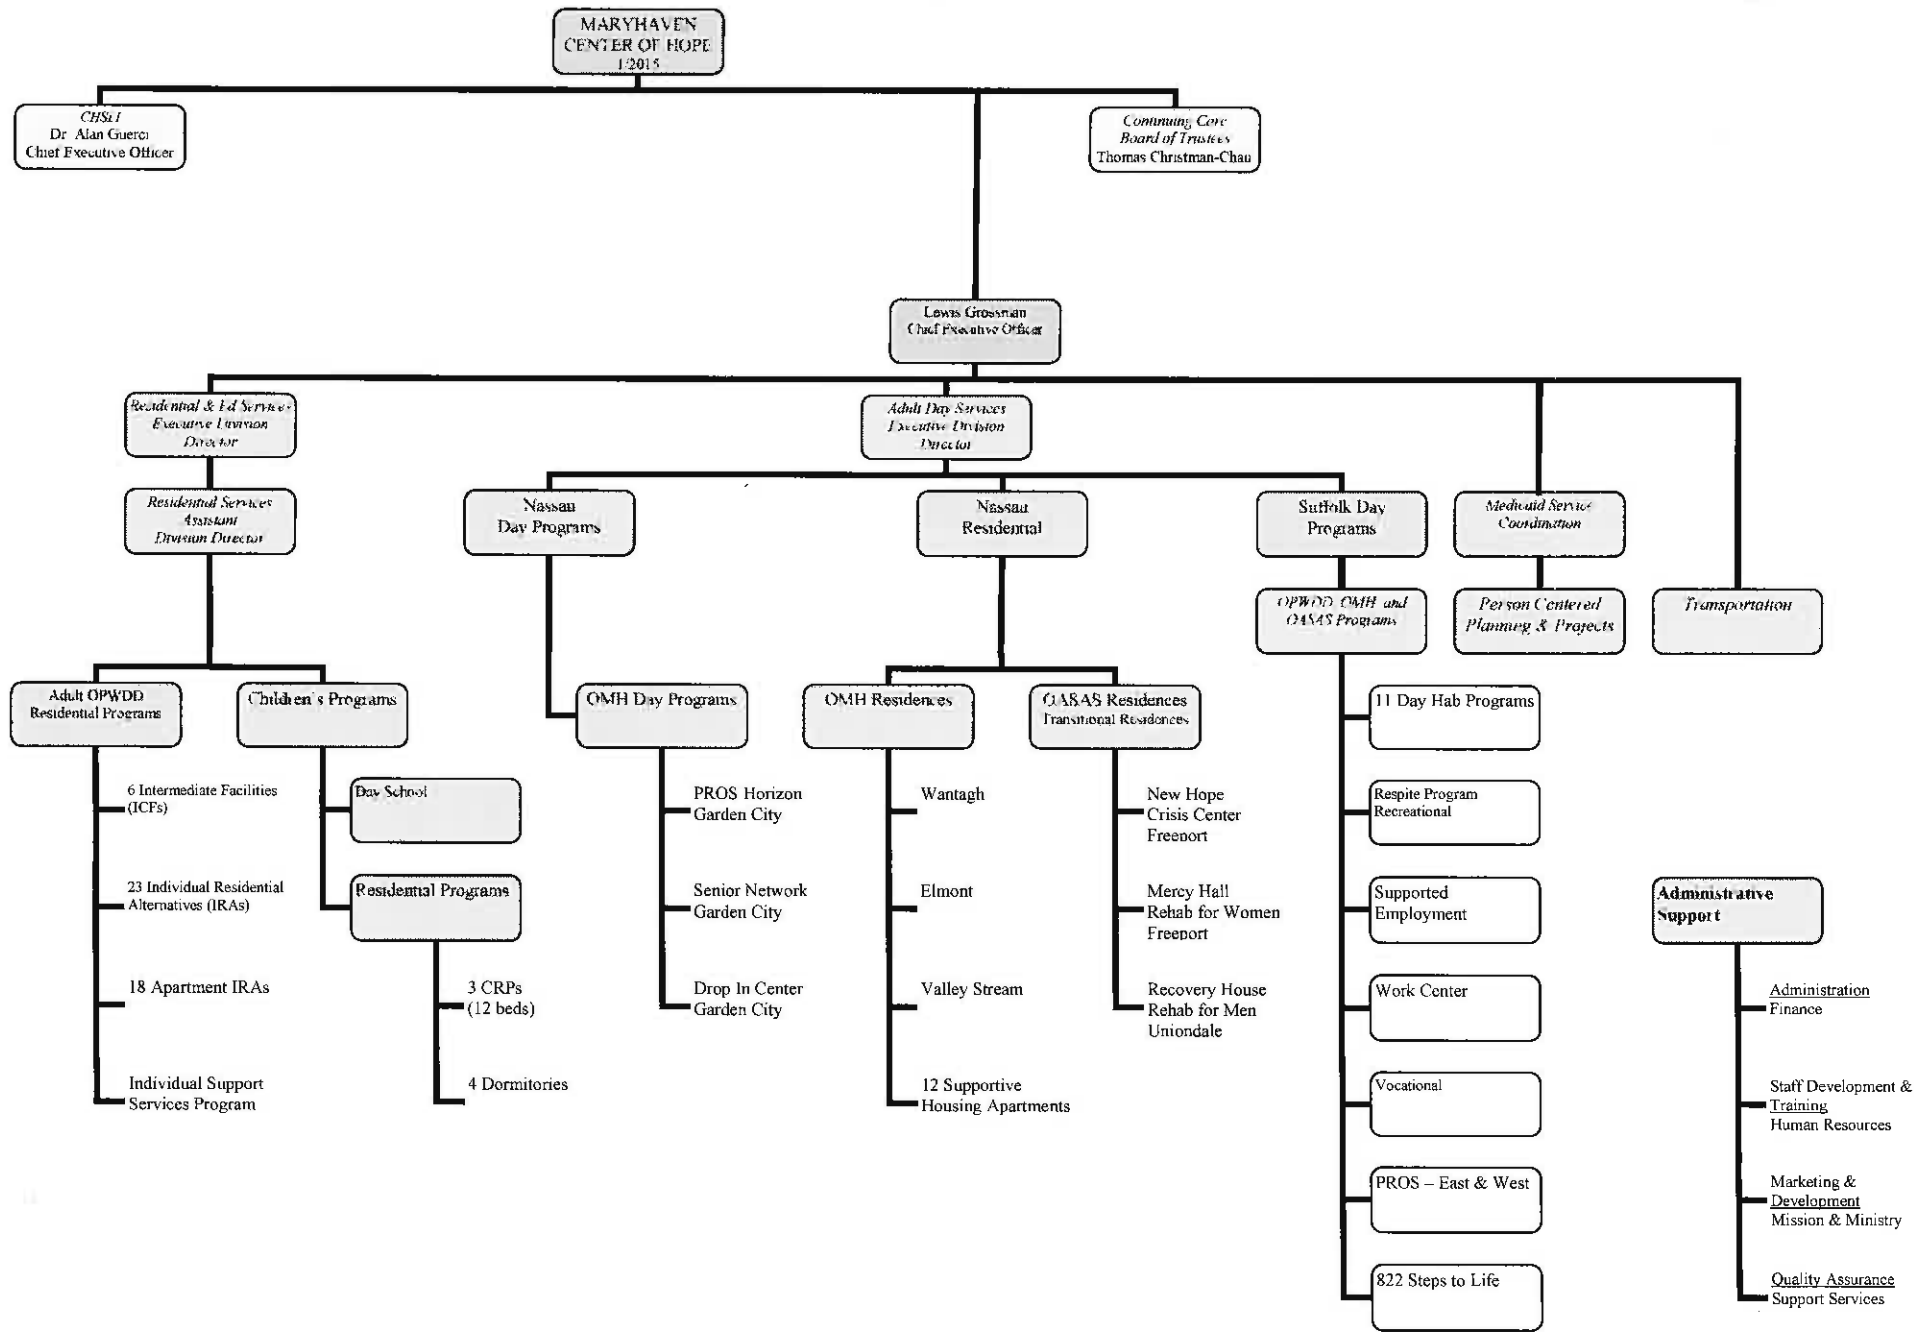 MARYHAVEN
CENTER OF HOPE
1/2015
CHSLI
Dr Alan Guerci
Chief Executive Officer
Continuing Care
Board of Trustees
Thomas Christman-Chair
Lewis Grossman
Chief Executive Officer
Residential & Ed Services
Executive Division
Director
Adult Day Services
Executive Division
Director
Residential Services
Assistant
Division Director
Nassau
Day Programs
Nassau
Residential
Suffolk Day
Programs
Medicaid Service
Coordination
OPWDD OMH and
OASAS Programs
Person Centered
Planning & Projects
Transportation
Adult OPWDD
Residential Programs
Children's Programs
OMH Day Programs
OMH Residences
OASAS Residences
Transitional Residences
6 Intermediate Facilities
(ICFs)
23 Individual Residential
Alternatives (IRAs)
18 Apartment IRAs
Individual Support
Services Program
Day School
Residential Programs
3 CRPs
(12 beds)
4 Dormitories
PROS Horizon
Garden City
Senior Network
Garden City
Drop In Center
Garden City
Wantagh
Elmont
Valley Stream
12 Supportive
Housing Apartments
New Hope
Crisis Center
Freeport
Mercy Hall
Rehab for Women
Freeport
Recovery House
Rehab for Men
Uniondale
11 Day Hab Programs
Respite Program
Recreational
Supported
Employment
Work Center
Vocational
PROS – East & West
822 Steps to Life
Administrative
Support
Administration
Finance
Staff Development &
Training
Human Resources
Marketing &
Development
Mission & Ministry
Quality Assurance
Support Services